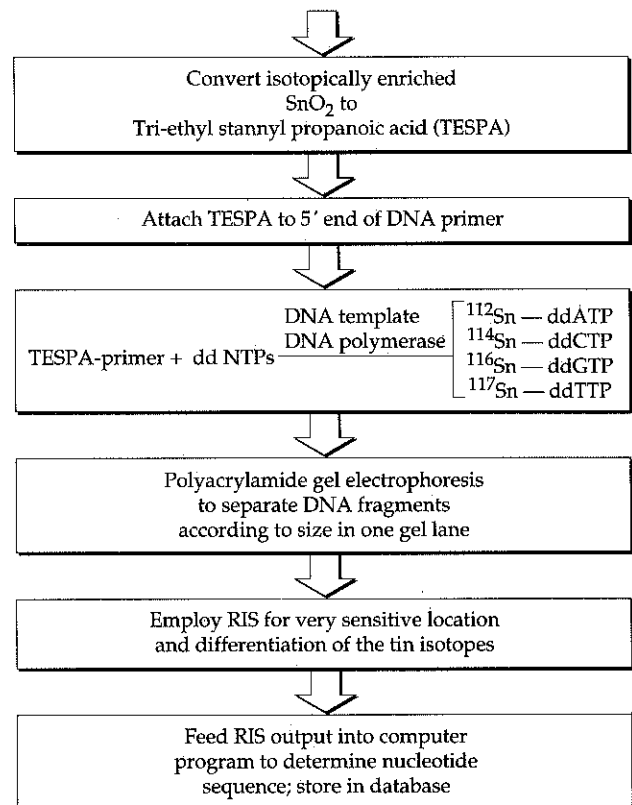 Convert isotopically enriched
SnO₂ to
Tri-ethyl stannyl propanoic acid (TESPA)
Attach TESPA to 5′ end of DNA primer
TESPA-primer + dd NTPs
DNA template
DNA polymerase
¹¹²Sn — ddATP
¹¹⁴Sn — ddCTP
¹¹⁶Sn — ddGTP
¹¹⁷Sn — ddTTP
Polyacrylamide gel electrophoresis
to separate DNA fragments
according to size in one gel lane
Employ RIS for very sensitive location
and differentiation of the tin isotopes
Feed RIS output into computer
program to determine nucleotide
sequence; store in database